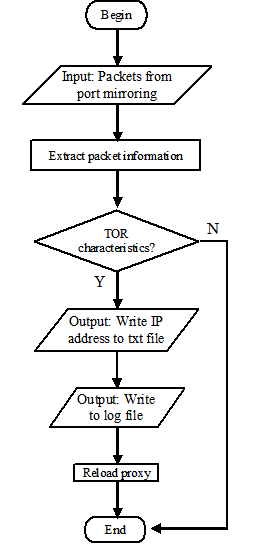 Begin
Input: Packets from
port mirroring
Extract packet information
TOR
characteristics?
N
Y
Output: Write IP
address to txt file
Output: Write
to log file
Reload proxy
End